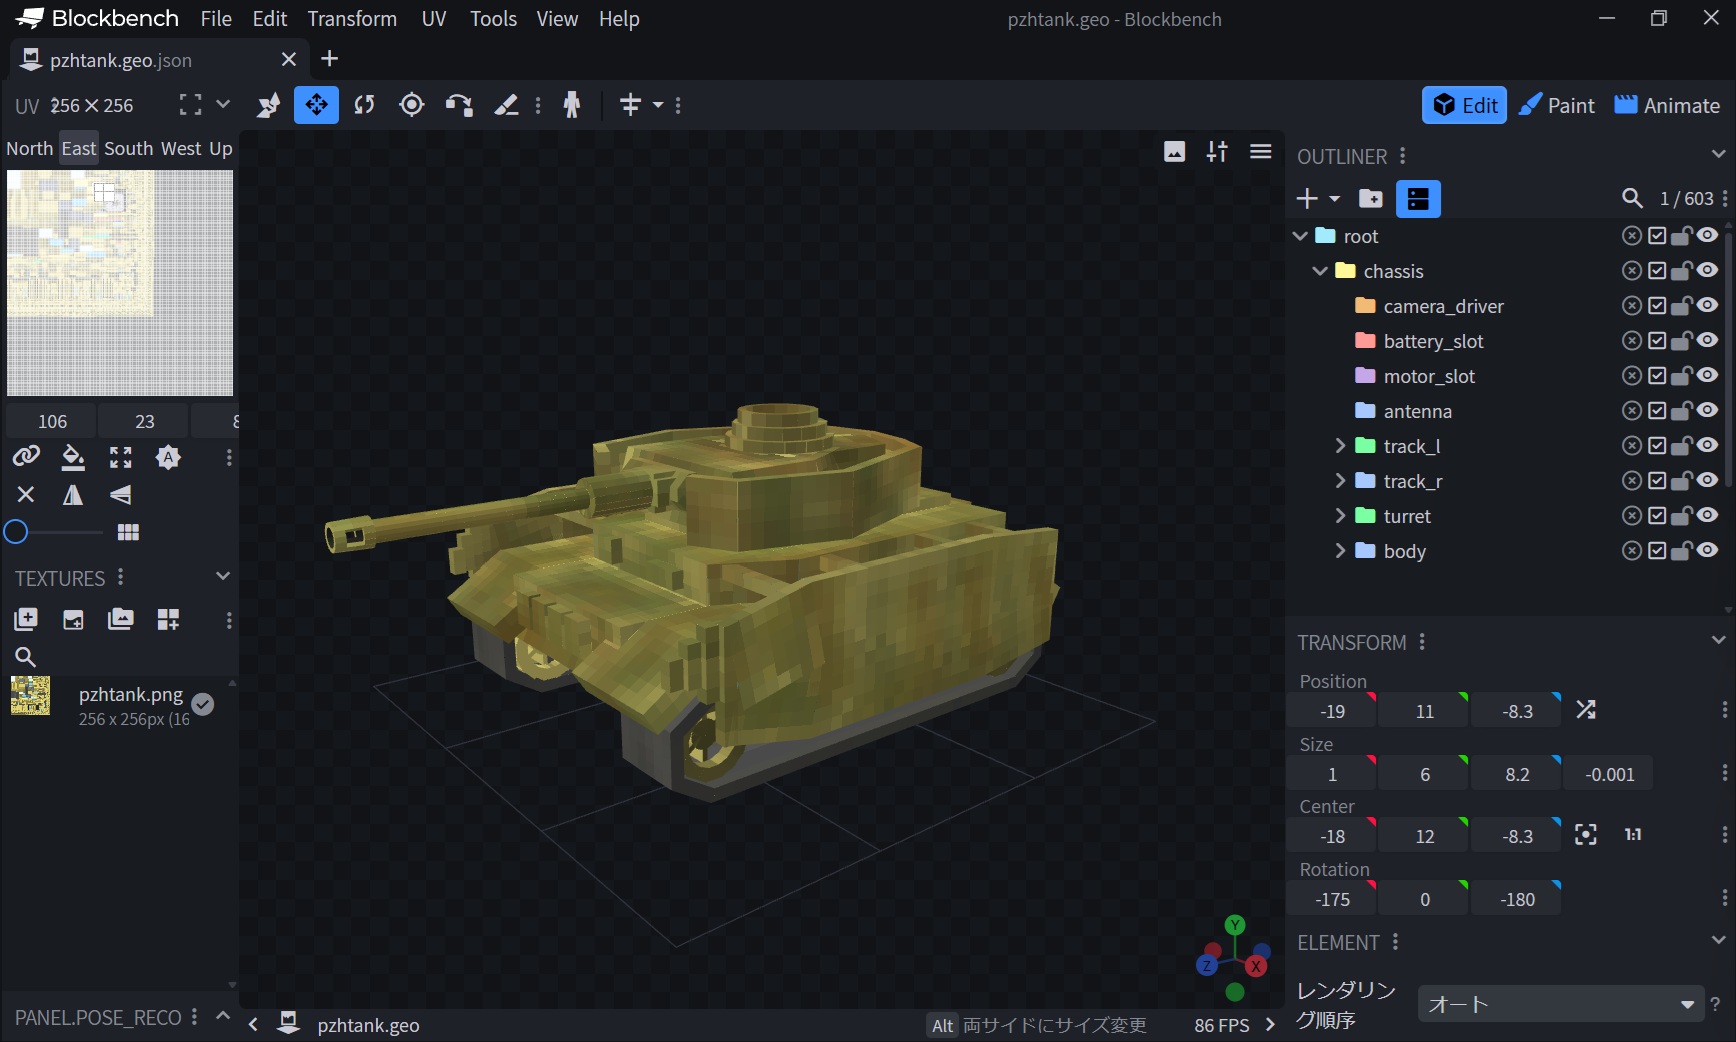 Blockbench File Edit Transform UV Tools View Help pzhtank.geo - Blockbench
pzhtank.geo.json
UV 256 × 256
Edit Paint Animate
North East South West Up
OUTLINER
1 / 603
root
chassis
camera_driver
battery_slot
motor_slot
antenna
track_l
track_r
turret
body
106 23 8
A
TEXTURES
pzhtank.png
256 x 256px (16
TRANSFORM
Position
-19 11 -8.3
Size
1 6 8.2 -0.001
Center
-18 12 -8.3 1:1
Rotation
-175 0 -180
ELEMENT
レンダリン
グ順序
オート ?
Y
Z X
PANEL.POSE_RECO
pzhtank.geo
Alt 両サイドにサイズ変更
86 FPS